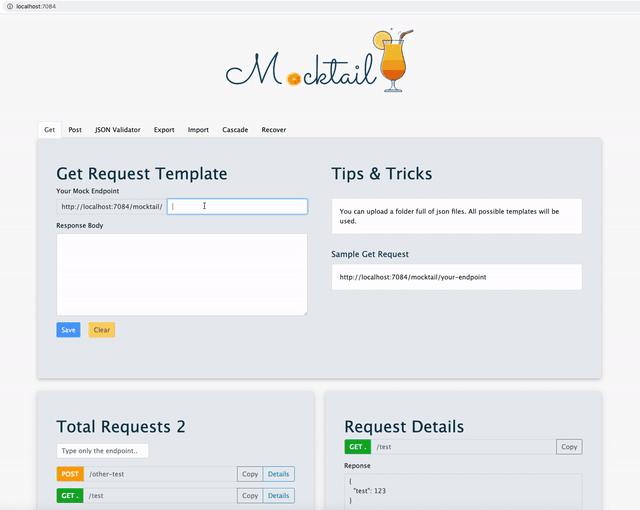 localhost:7084
Mocktail
Get Post JSON Validator Export Import Cascade Recover
Get Request Template
Your Mock Endpoint
http://localhost:7084/mocktail/
Response Body
Save Clear
Tips & Tricks
You can upload a folder full of json files. All possible templates will be
used.
Sample Get Request
http://localhost:7084/mocktail/your-endpoint
Total Requests 2
Type only the endpoint..
POST /other-test Copy Details
GET . /test Copy Details
Request Details
GET . /test Copy
Reponse
{
"test": 123
}